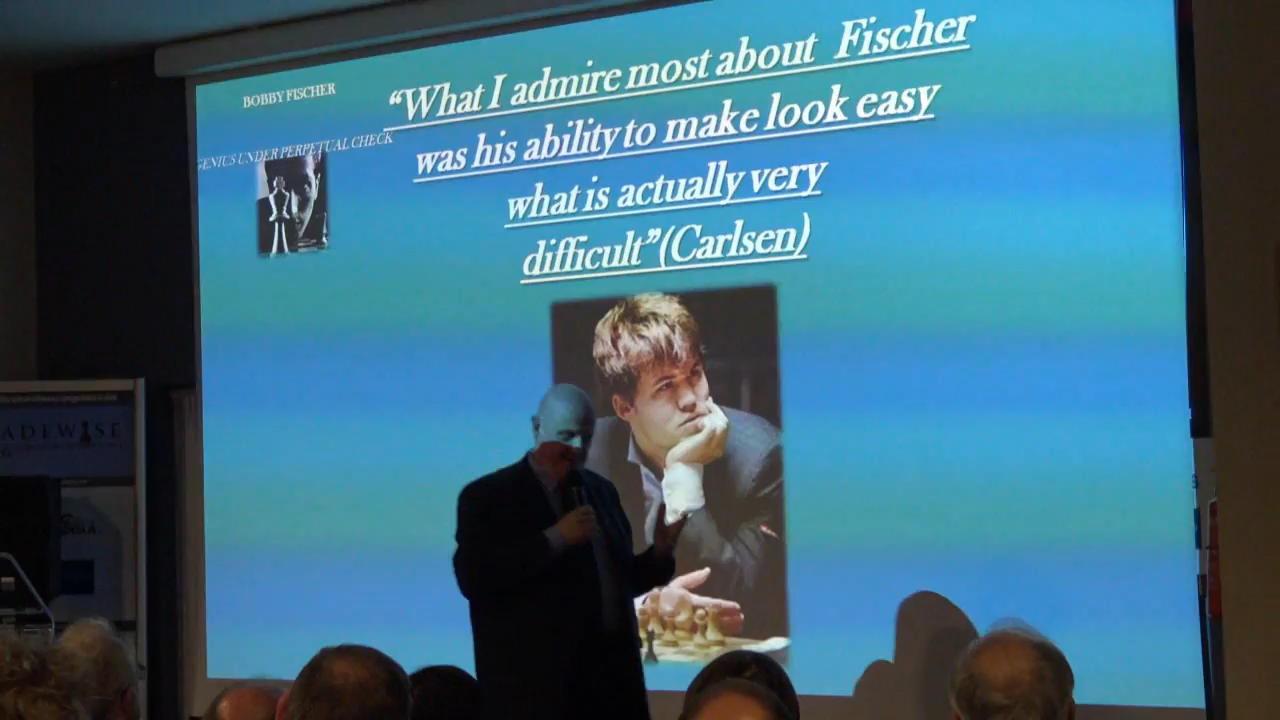 BOBBY FISCHER
GENIUS UNDER PERPETUAL CHECK
“What I admire most about Fischer
was his ability to make look easy
what is actually very
difficult”(Carlsen)
ADEWISE